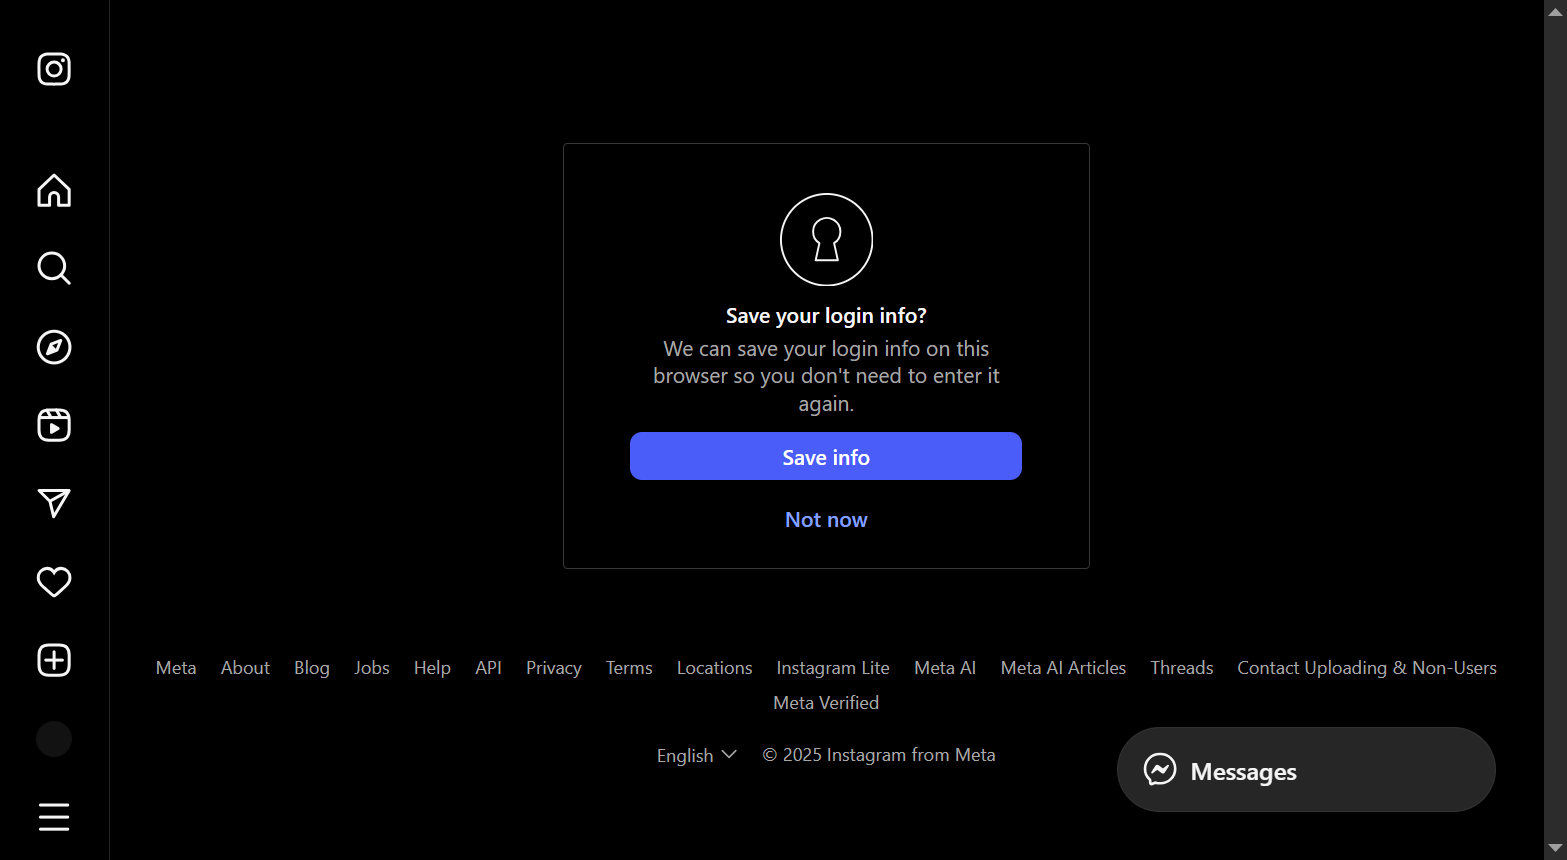 Save your login info?
We can save your login info on this
browser so you don't need to enter it
again.
Save info
Not now
Meta About Blog Jobs Help API Privacy Terms Locations Instagram Lite Meta AI Meta AI Articles Threads Contact Uploading & Non-Users
Meta Verified
English © 2025 Instagram from Meta
Messages